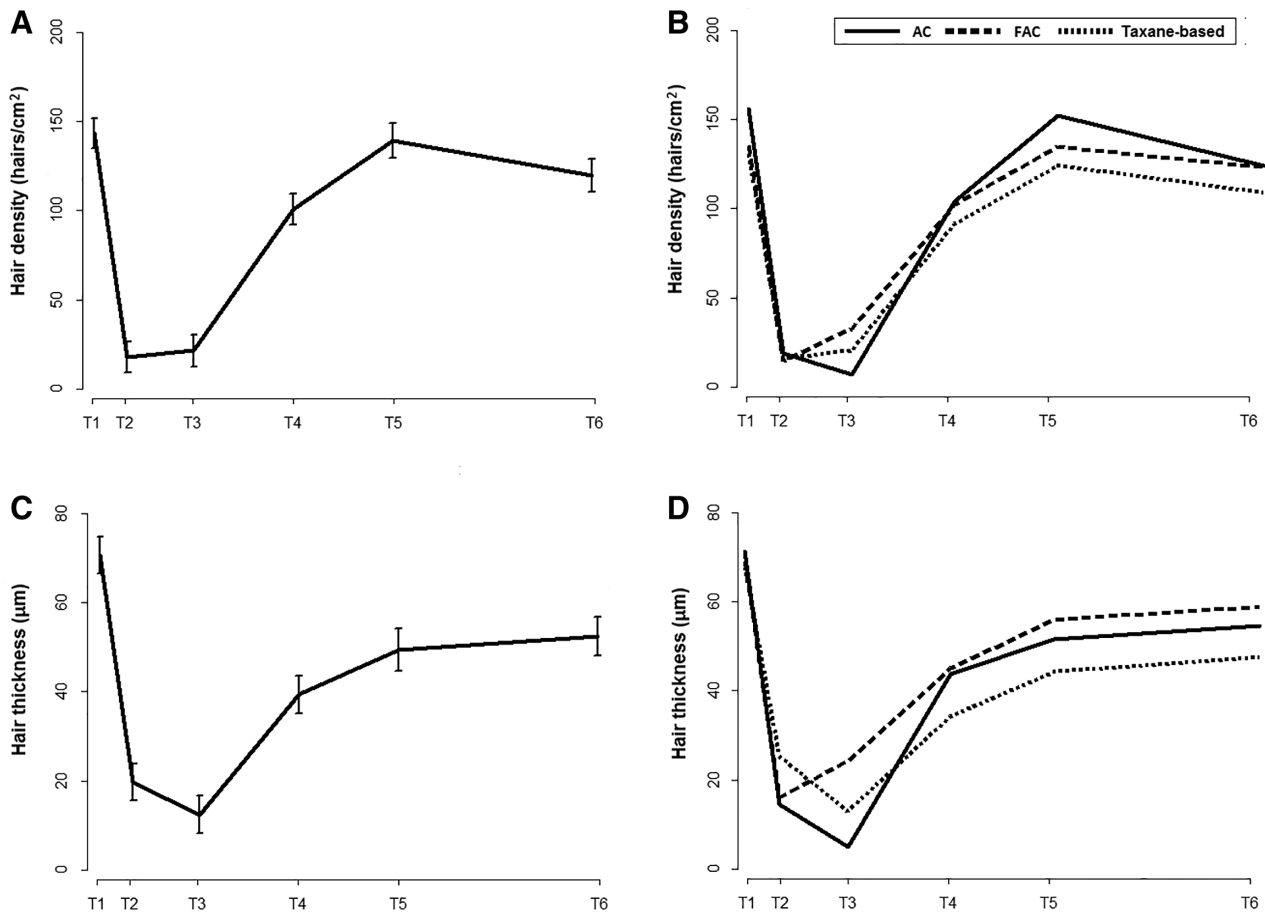 A
Hair density (hairs/cm²)
200
150
100
50
0
T1 T2 T3 T4 T5 T6
B
AC FAC Taxane-based
Hair density (hairs/cm²)
200
150
100
50
0
T1 T2 T3 T4 T5 T6
C
Hair thickness (μm)
80
60
40
20
0
T1 T2 T3 T4 T5 T6
D
Hair thickness (μm)
80
60
40
20
0
T1 T2 T3 T4 T5 T6